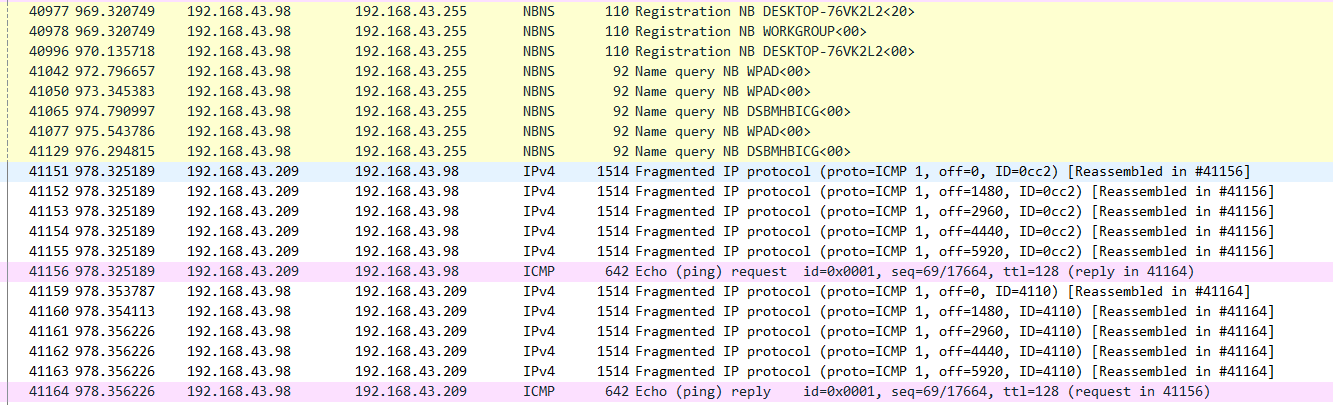 40977 969.320749 192.168.43.98 192.168.43.255 NBNS 110 Registration NB DESKTOP-76VK2L2<20>
40978 969.320749 192.168.43.98 192.168.43.255 NBNS 110 Registration NB WORKGROUP<00>
40996 970.135718 192.168.43.98 192.168.43.255 NBNS 110 Registration NB DESKTOP-76VK2L2<00>
41042 972.796657 192.168.43.98 192.168.43.255 NBNS 92 Name query NB WPAD<00>
41050 973.345383 192.168.43.98 192.168.43.255 NBNS 92 Name query NB WPAD<00>
41065 974.790997 192.168.43.98 192.168.43.255 NBNS 92 Name query NB DSBMHBICG<00>
41077 975.543786 192.168.43.98 192.168.43.255 NBNS 92 Name query NB WPAD<00>
41129 976.294815 192.168.43.98 192.168.43.255 NBNS 92 Name query NB DSBMHBICG<00>
41151 978.325189 192.168.43.209 192.168.43.98 IPv4 1514 Fragmented IP protocol (proto=ICMP 1, off=0, ID=0cc2) [Reassembled in #41156]
41152 978.325189 192.168.43.209 192.168.43.98 IPv4 1514 Fragmented IP protocol (proto=ICMP 1, off=1480, ID=0cc2) [Reassembled in #41156]
41153 978.325189 192.168.43.209 192.168.43.98 IPv4 1514 Fragmented IP protocol (proto=ICMP 1, off=2960, ID=0cc2) [Reassembled in #41156]
41154 978.325189 192.168.43.209 192.168.43.98 IPv4 1514 Fragmented IP protocol (proto=ICMP 1, off=4440, ID=0cc2) [Reassembled in #41156]
41155 978.325189 192.168.43.209 192.168.43.98 IPv4 1514 Fragmented IP protocol (proto=ICMP 1, off=5920, ID=0cc2) [Reassembled in #41156]
41156 978.325189 192.168.43.209 192.168.43.98 ICMP 642 Echo (ping) request id=0x0001, seq=69/17664, ttl=128 (reply in 41164)
41159 978.353787 192.168.43.98 192.168.43.209 IPv4 1514 Fragmented IP protocol (proto=ICMP 1, off=0, ID=4110) [Reassembled in #41164]
41160 978.354113 192.168.43.98 192.168.43.209 IPv4 1514 Fragmented IP protocol (proto=ICMP 1, off=1480, ID=4110) [Reassembled in #41164]
41161 978.356226 192.168.43.98 192.168.43.209 IPv4 1514 Fragmented IP protocol (proto=ICMP 1, off=2960, ID=4110) [Reassembled in #41164]
41162 978.356226 192.168.43.98 192.168.43.209 IPv4 1514 Fragmented IP protocol (proto=ICMP 1, off=4440, ID=4110) [Reassembled in #41164]
41163 978.356226 192.168.43.98 192.168.43.209 IPv4 1514 Fragmented IP protocol (proto=ICMP 1, off=5920, ID=4110) [Reassembled in #41164]
41164 978.356226 192.168.43.98 192.168.43.209 ICMP 642 Echo (ping) reply id=0x0001, seq=69/17664, ttl=128 (request in 41156)